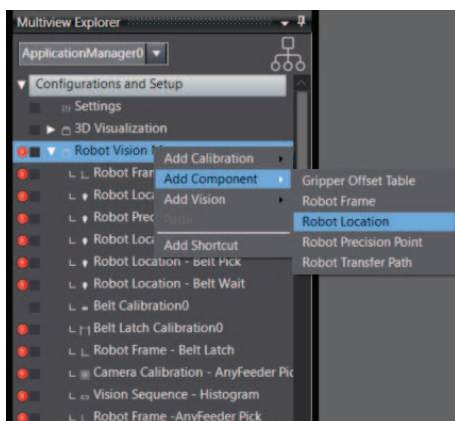 Multiview Explorer
ApplicationManager0
Configurations and Setup
Settings
3D Visualization
Robot Vision M
Add Calibration
Robot Fra
Add Component
Gripper Offset Table
Robot Loca
Add Vision
Robot Frame
Robot Prec
Paste
Robot Location
Robot Loca
Add Shortcut
Robot Precision Point
Robot Location - Belt Pick
Robot Transfer Path
Robot Location - Belt Wait
Belt Calibration0
Belt Latch Calibration0
Robot Frame - Belt Latch
Camera Calibration - AnyFeeder Pic
Vision Sequence - Histogram
Robot Frame -AnyFeeder Pick